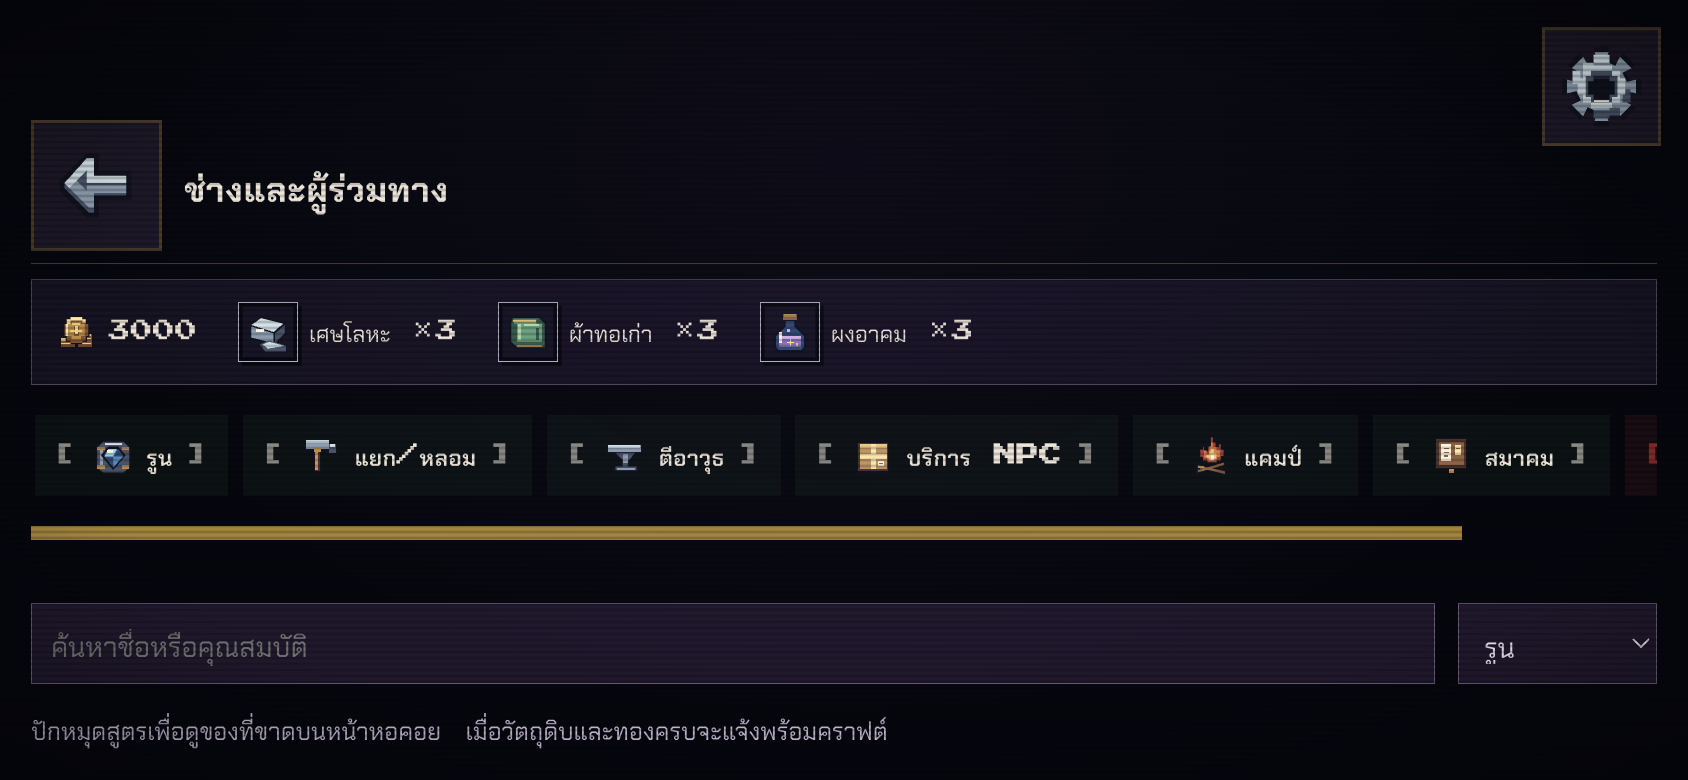 ช่างและผู้ร่วมทาง
3000 เศษโลหะ ×3 ผ้าทอเก่า ×3 ผงอาคม ×3
[ รูน ] [ แยก/หลอม ] [ ตีอาวุธ ] [ บริการ NPC ] [ แคมป์ ] [ สมาคม ] [
ค้นหาชื่อหรือคุณสมบัติ รูน
ปักหมุดสูตรเพื่อดูของที่ขาดบนหน้าหอคอย เมื่อวัตถุดิบและทองครบจะแจ้งพร้อมคราฟต์